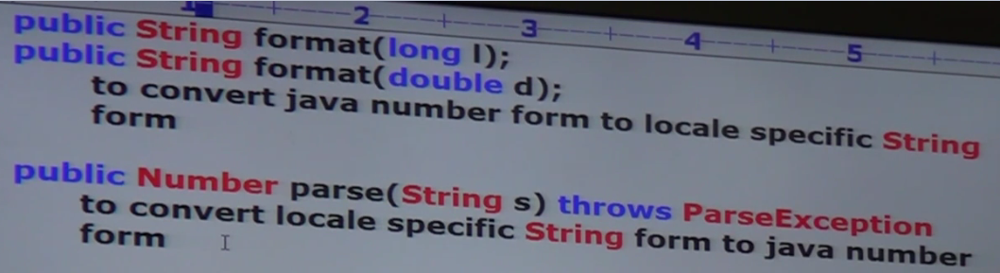 1 2 3 4 5
public String format(long l);
public String format(double d);
to convert java number form to locale specific String
form
public Number parse(String s) throws ParseException
to convert locale specific String form to java number
form